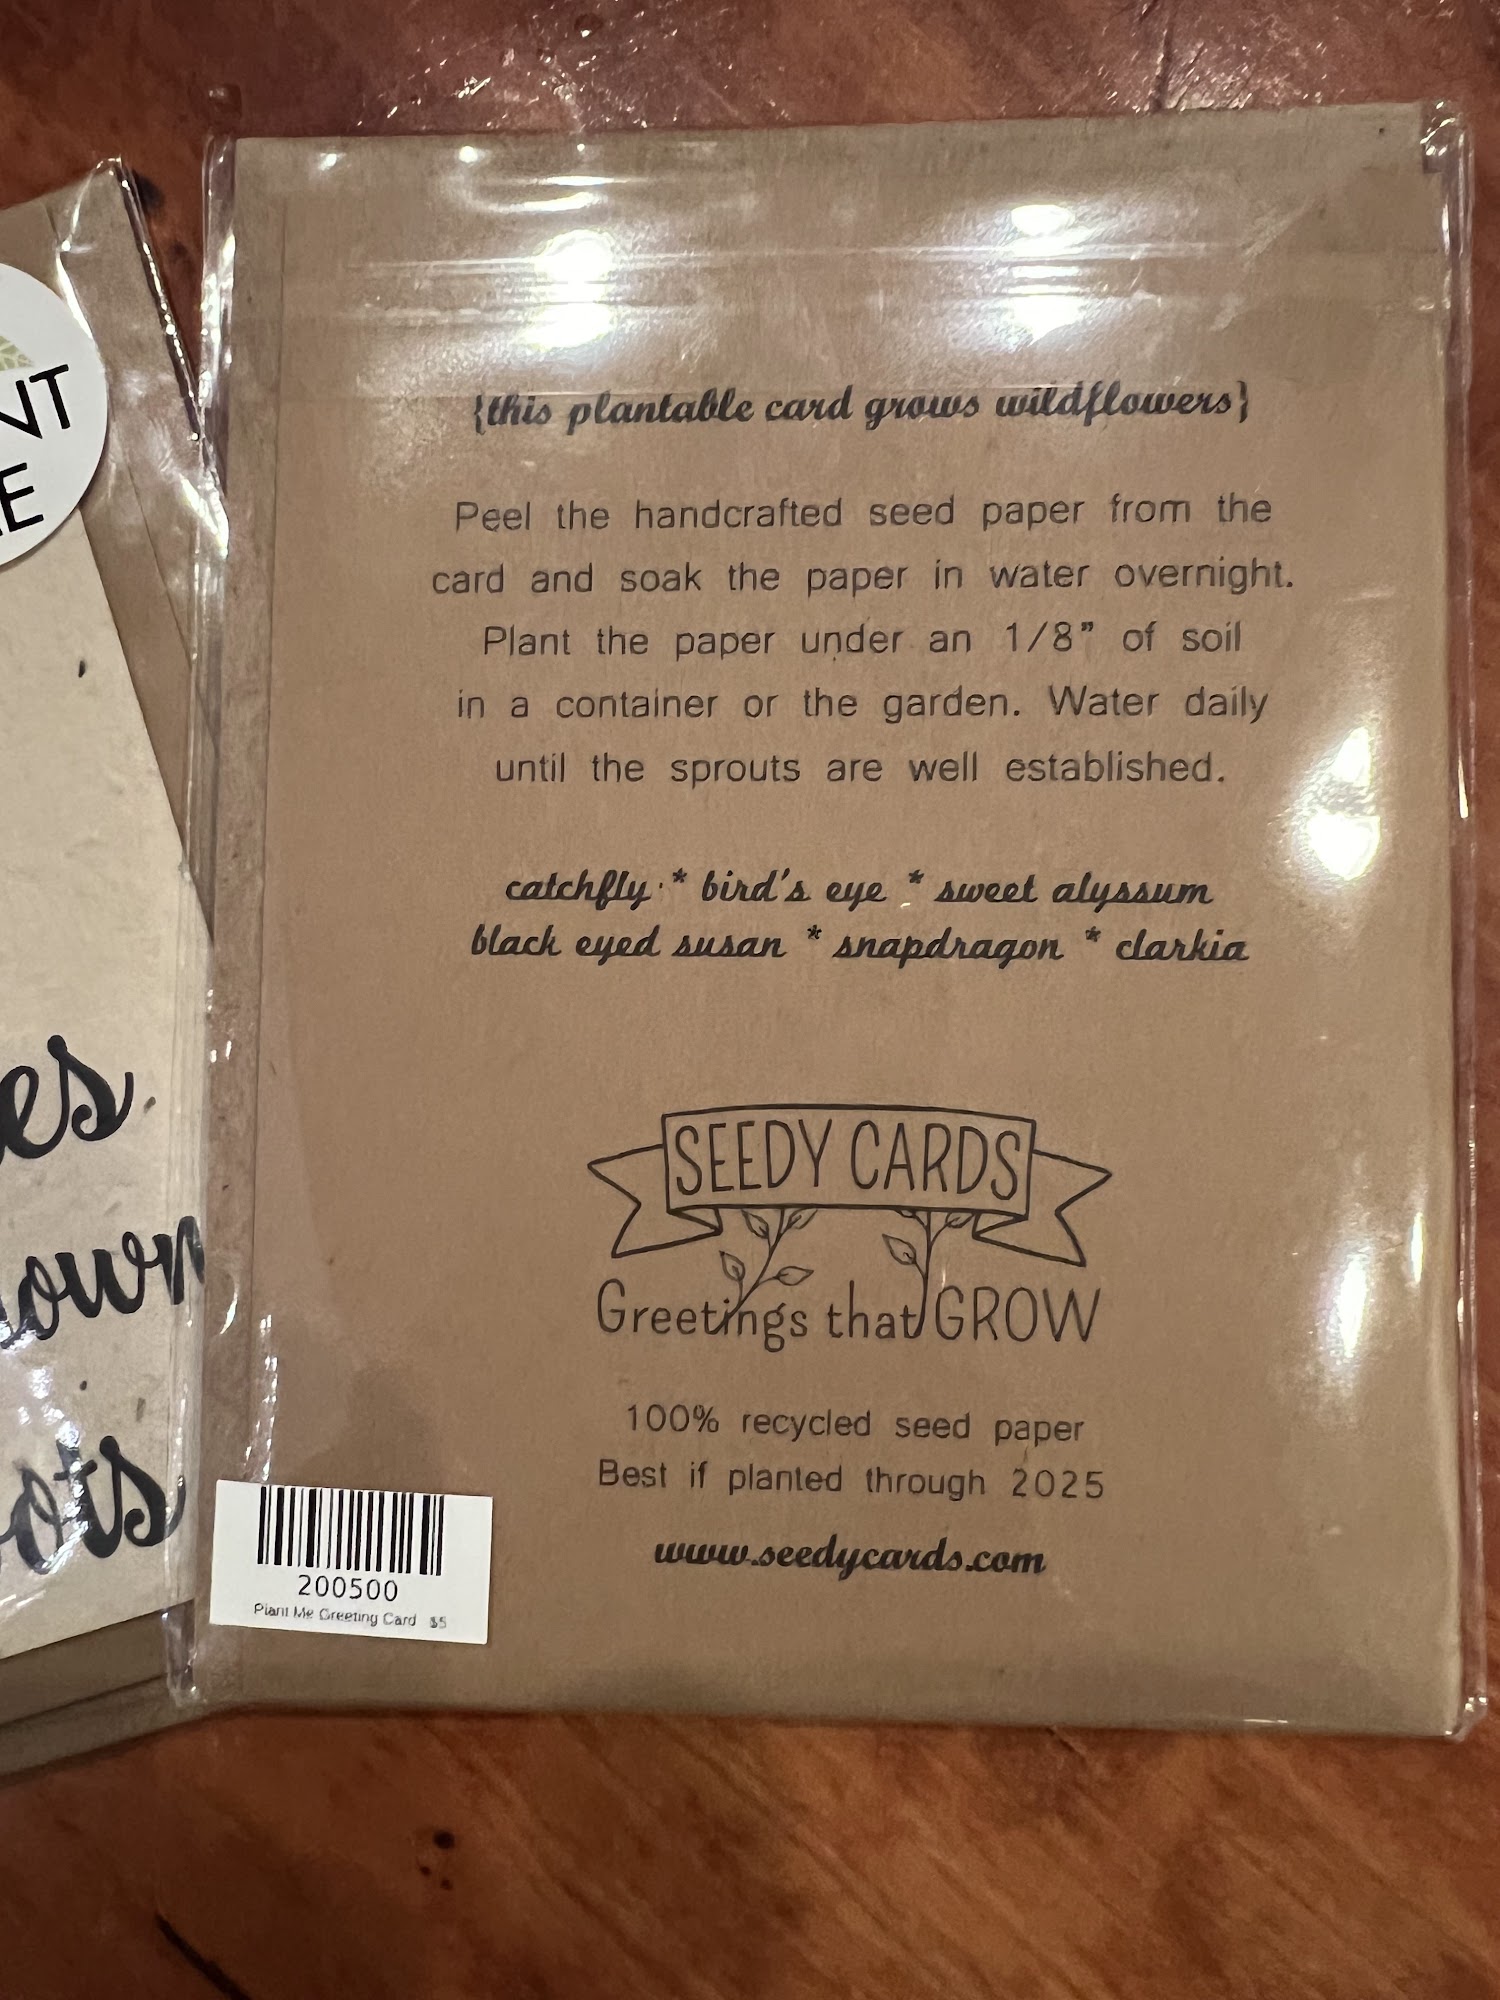 {this plantable card grows wildflowers}
Peel the handcrafted seed paper from the
card and soak the paper in water overnight.
Plant the paper under an 1/8" of soil
in a container or the garden. Water daily
until the sprouts are well established.
catchfly * bird's eye * sweet alyssum
black eyed susan * snapdragon * clarkia
SEEDY CARDS
Greetings that GROW
100% recycled seed paper
Best if planted through 2025
www.seedycards.com
200500
Plant Me Greeting Card $5